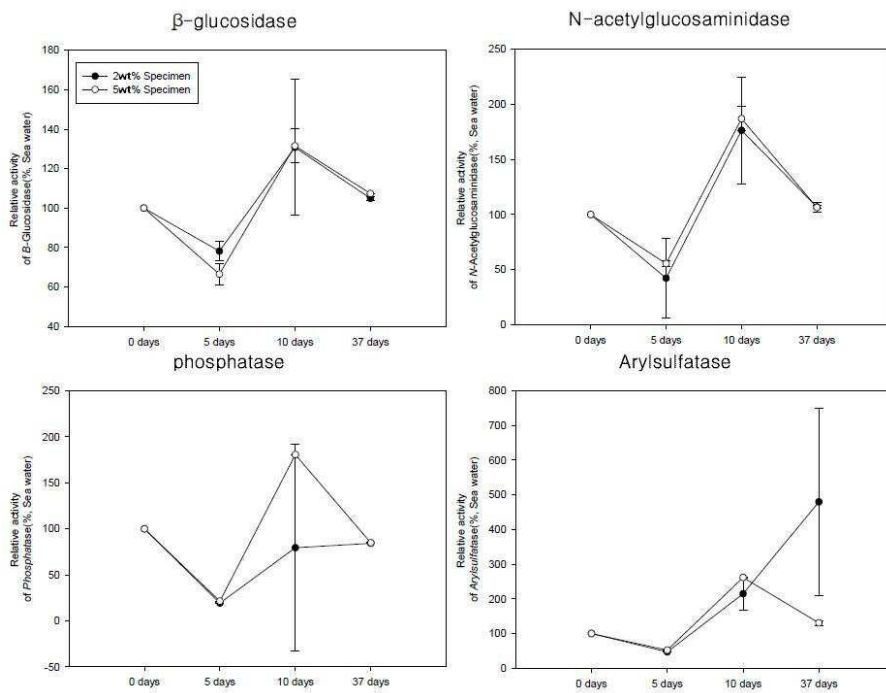 β-glucosidase
180
160
140
120
100
80
60
40
Relative activity
of B-Glucosidase(%, Sea water)
2wt% Specimen
5wt% Specimen
0 days 5 days 10 days 37 days
N-acetylglucosaminidase
250
200
150
100
50
0
Relative activity
of N-Acetylglucosaminidase(%, Sea water)
0 days 5 days 10 days 37 days
phosphatase
250
200
150
100
50
0
-50
Relative activity
of Phosphatase(%, Sea water)
0 days 5 days 10 days 37 days
Arylsulfatase
800
700
600
500
400
300
200
100
0
Relative activity
of Arylsulfatase(%, Sea water)
0 days 5 days 10 days 37 days